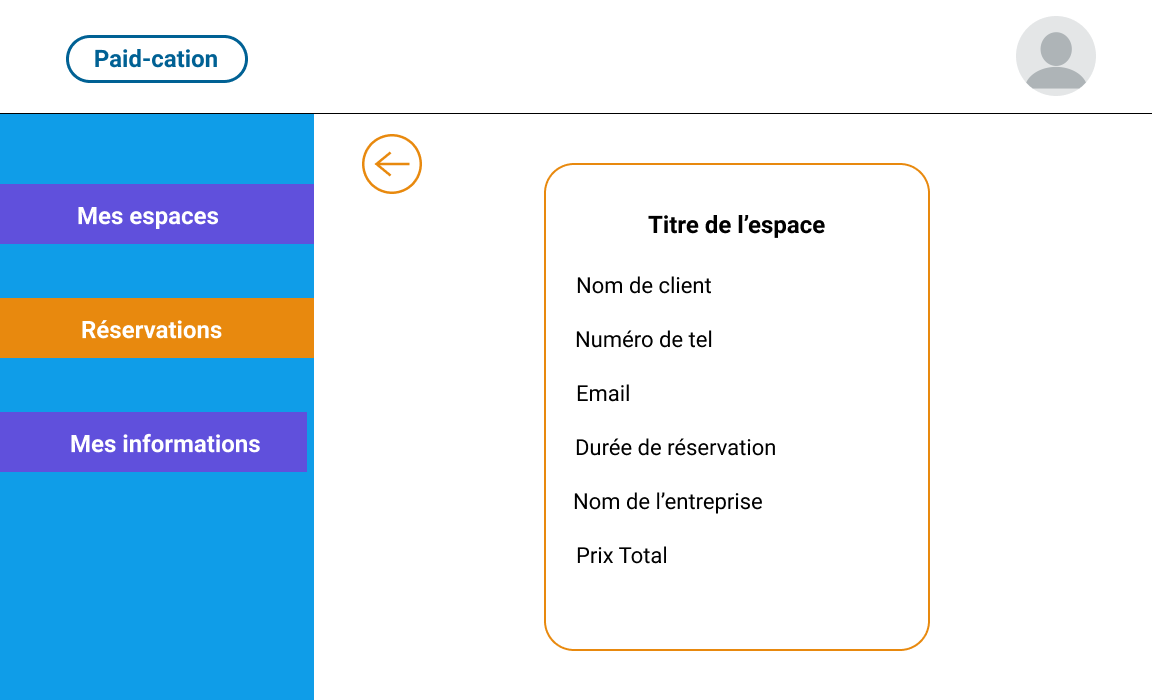 Paid-cation
Mes espaces
Réservations
Mes informations
Titre de l’espace
Nom de client
Numéro de tel
Email
Durée de réservation
Nom de l’entreprise
Prix Total